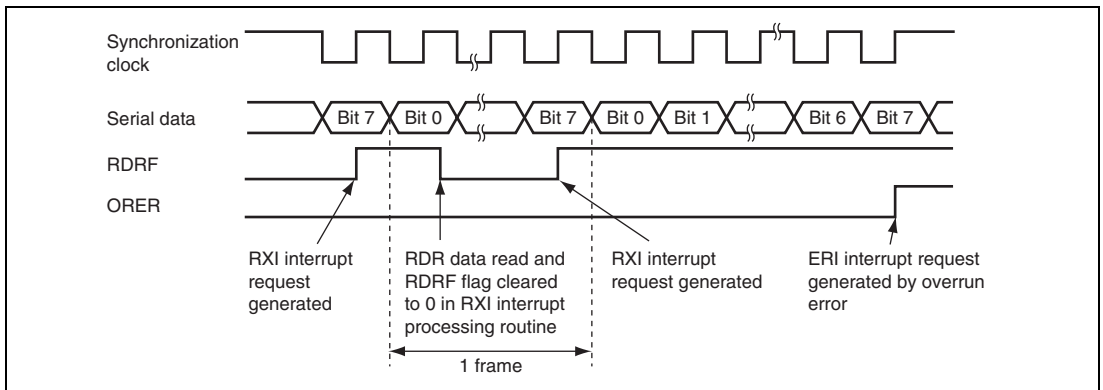 Synchronization
clock
Serial data
Bit 7
Bit 0
Bit 7
Bit 0
Bit 1
Bit 6
Bit 7
RDRF
ORER
RXI interrupt
request
generated
RDR data read and
RDRF flag cleared
to 0 in RXI interrupt
processing routine
RXI interrupt
request generated
ERI interrupt request
generated by overrun
error
1 frame